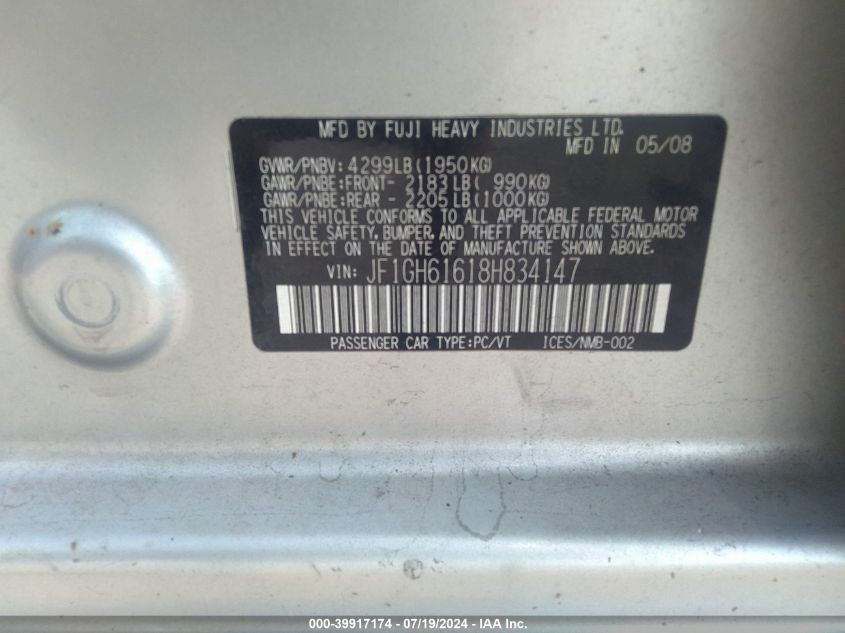 MFD BY FUJI HEAVY INDUSTRIES LTD.
MFD IN 05/08
GVWR/PNBV: 4299LB(1950KG)
GAWR/PNBE:FRONT- 2183LB( 990KG)
GAWR/PNBE:REAR - 2205LB(1000KG)
THIS VEHICLE CONFORMS TO ALL APPLICABLE FEDERAL MOTOR
VEHICLE SAFETY, BUMPER, AND THEFT PREVENTION STANDARDS
IN EFFECT ON THE DATE OF MANUFACTURE SHOWN ABOVE.
VIN: JF1GH61618H834147
PASSENGER CAR TYPE:PC/VT ICES/NMB-002
000-39917174 - 07/19/2024 - IAA Inc.